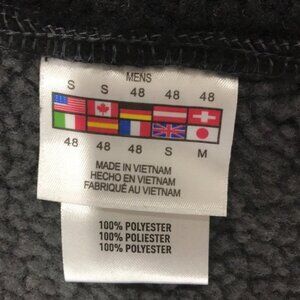 MENS
S S 48 48 48
48 48 48 S M
MADE IN VIETNAM
HECHO EN VIETNAM
FABRIQUÉ AU VIETNAM
100% POLYESTER
100% POLIESTER
100% POLYESTER